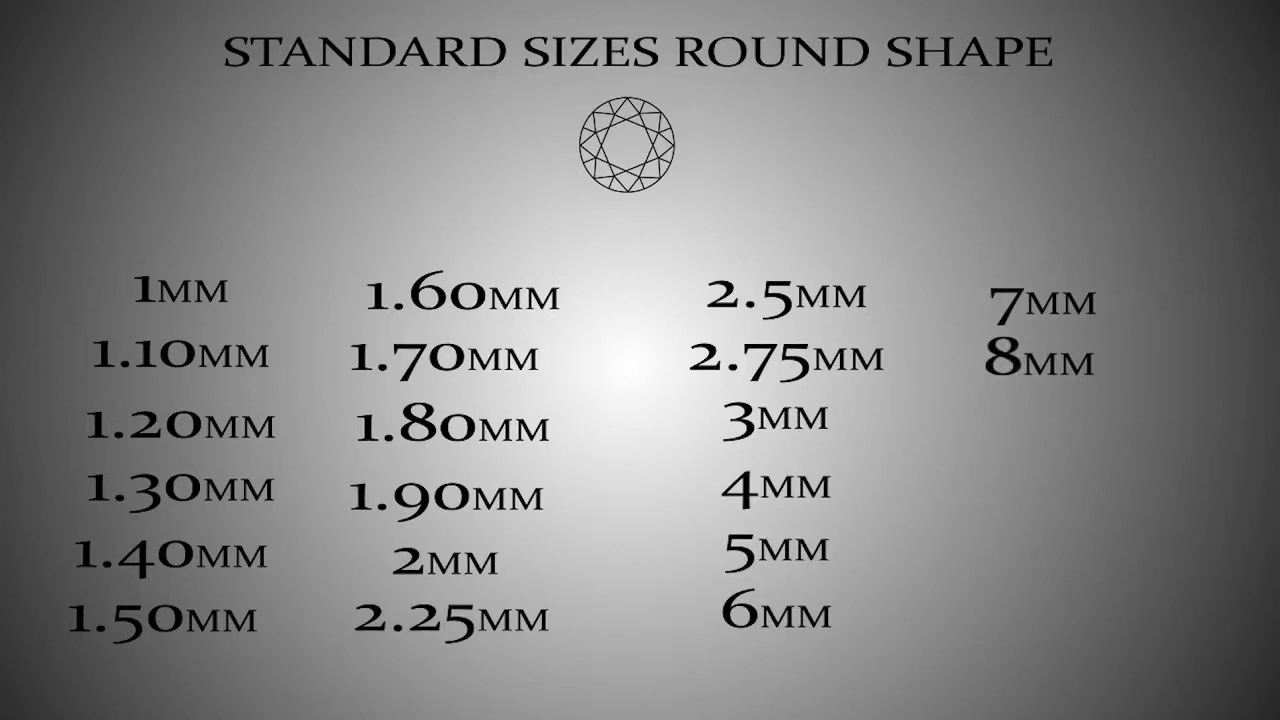 STANDARD SIZES ROUND SHAPE
1MM
1.10MM
1.20MM
1.30MM
1.40MM
1.50MM
1.60MM
1.70MM
1.80MM
1.90MM
2MM
2.25MM
2.5MM
2.75MM
3MM
4MM
5MM
6MM
7MM
8MM